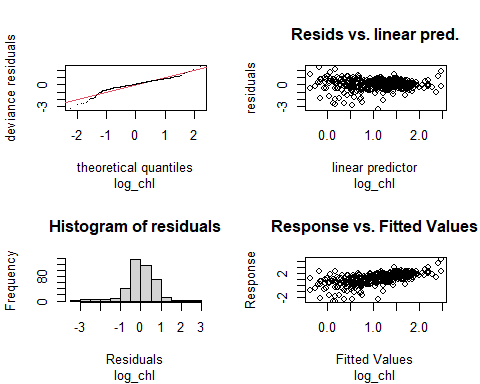 deviance residuals
-3 0
-2 -1 0 1 2
theoretical quantiles
log_chl
Resids vs. linear pred.
residuals
-3 0
0.0 1.0 2.0
linear predictor
log_chl
Histogram of residuals
Frequency
0 80
-3 -1 0 1 2 3
Residuals
log_chl
Response vs. Fitted Values
Response
-2 2
0.0 1.0 2.0
Fitted Values
log_chl